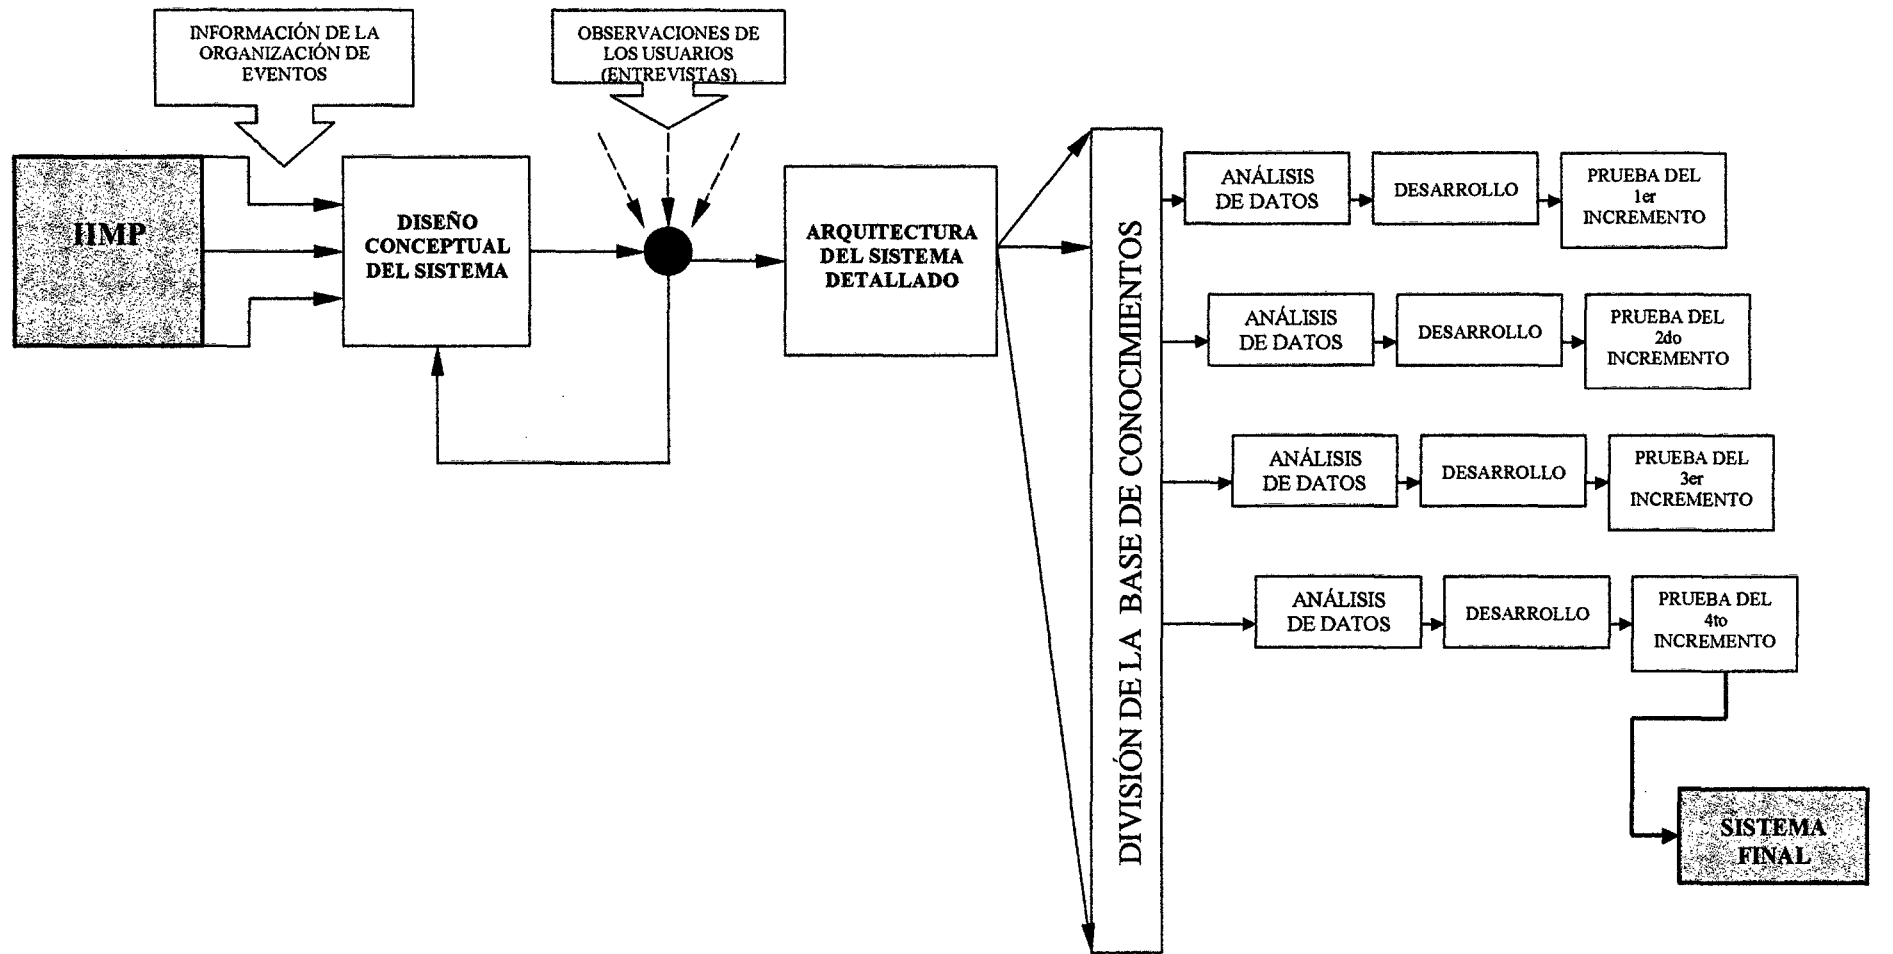 INFORMACIÓN DE LA
ORGANIZACIÓN DE
EVENTOS
OBSERVACIONES DE
LOS USUARIOS
(ENTREVISTAS)
IIMP
DISEÑO
CONCEPTUAL
DEL SISTEMA
ARQUITECTURA
DEL SISTEMA
DETALLADO
DIVISIÓN DE LA BASE DE CONOCIMIENTOS
ANÁLISIS
DE DATOS
DESARROLLO
PRUEBA DEL
1er
INCREMENTO
ANÁLISIS
DE DATOS
DESARROLLO
PRUEBA DEL
2do
INCREMENTO
ANÁLISIS
DE DATOS
DESARROLLO
PRUEBA DEL
3er
INCREMENTO
ANÁLISIS
DE DATOS
DESARROLLO
PRUEBA DEL
4to
INCREMENTO
SISTEMA
FINAL